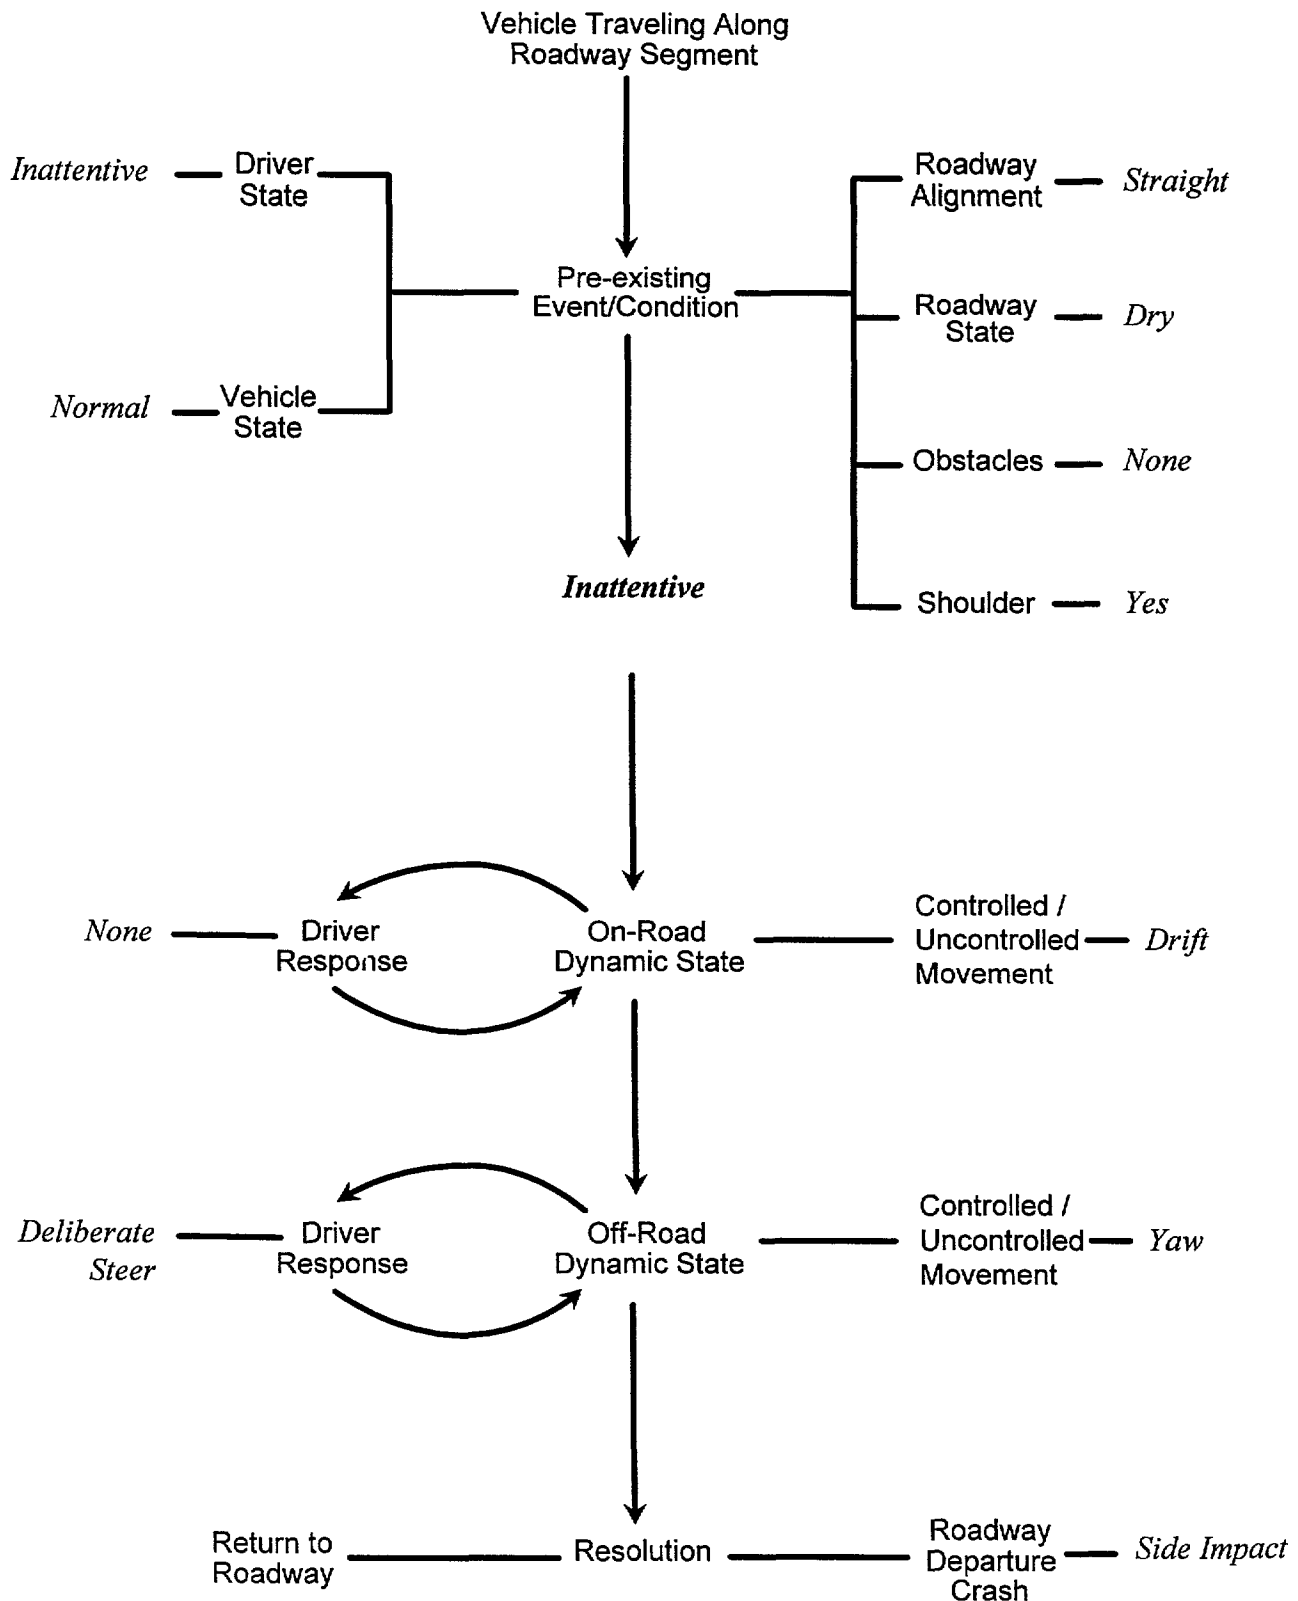 Vehicle Traveling Along
Roadway Segment
Inattentive
Driver
State
Roadway
Alignment
Straight
Pre-existing
Event/Condition
Roadway
State
Dry
Normal
Vehicle
State
Obstacles
None
Inattentive
Shoulder
Yes
None
Driver
Response
On-Road
Dynamic State
Controlled /
Uncontrolled
Movement
Drift
Deliberate
Steer
Driver
Response
Off-Road
Dynamic State
Controlled /
Uncontrolled
Movement
Yaw
Return to
Roadway
Resolution
Roadway
Departure
Crash
Side Impact